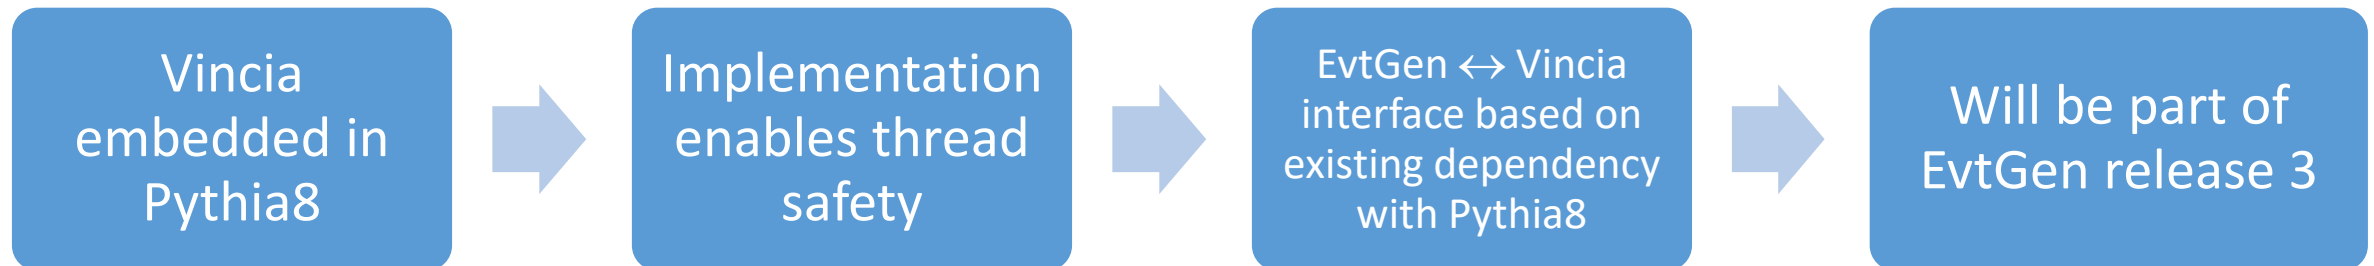 Vincia
embedded in
Pythia8
Implementation
enables thread
safety
EvtGen ↔ Vincia
interface based on
existing dependency
with Pythia8
Will be part of
EvtGen release 3